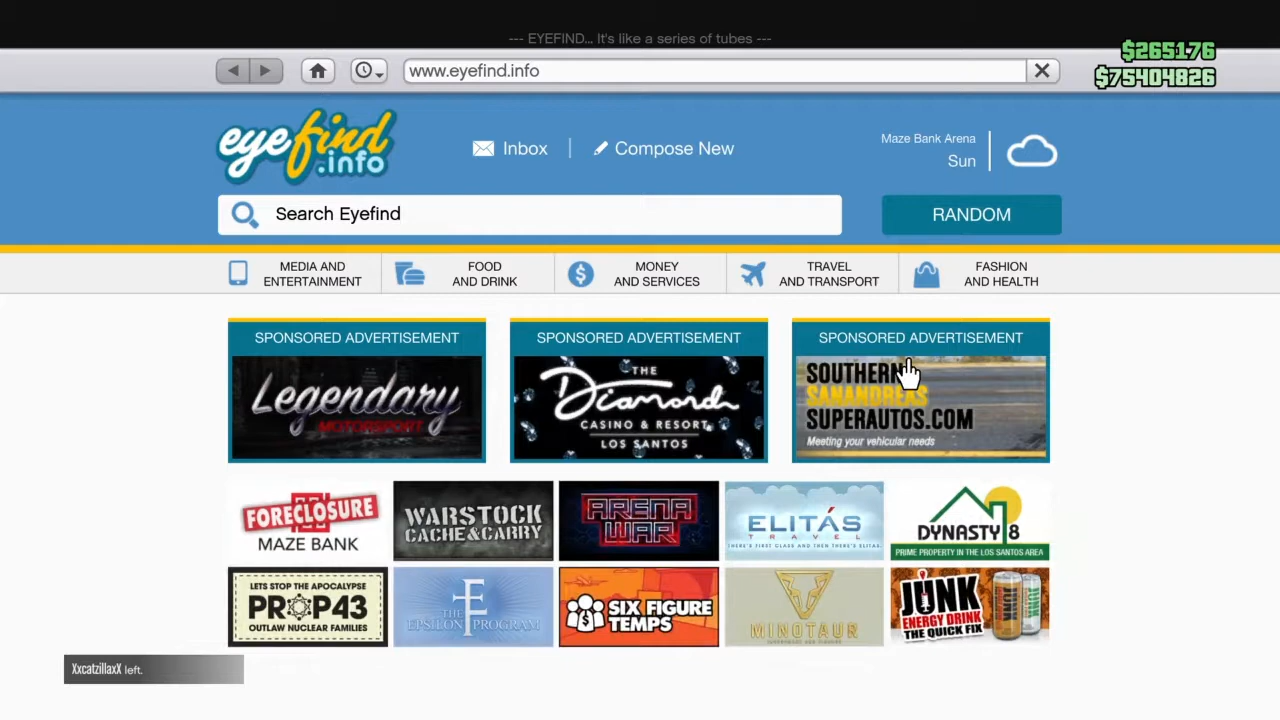 --- EYEFIND... It's like a series of tubes ---
$265176
www.eyefind.info
$75404826
eyefind
.info
Inbox
Compose New
Maze Bank Arena
Sun
Search Eyefind
RANDOM
MEDIA AND
ENTERTAINMENT
FOOD
AND DRINK
MONEY
AND SERVICES
TRAVEL
AND TRANSPORT
FASHION
AND HEALTH
SPONSORED ADVERTISEMENT
Legendary
MOTORSPORT
SPONSORED ADVERTISEMENT
THE
Diamond
CASINO & RESORT
LOS SANTOS
SPONSORED ADVERTISEMENT
SOUTHERN
SANANDREAS
SUPERAUTOS.COM
Meeting your vehicular needs
FORECLOSURE
MAZE BANK
WARSTOCK
CACHE&CARRY
ARENA
WAR
ELITÁS
TRAVEL
THERE'S FIRST CLASS AND THEN THERE'S ELITAS.
DYNASTY 8
PRIME PROPERTY IN THE LOS SANTOS AREA
LETS STOP THE APOCALYPSE
PROP43
OUTLAW NUCLEAR FAMILIES
THE
EPSILON PROGRAM
SIX FIGURE
TEMPS
MINOTAUR
JUNK
ENERGY DRINK
THE QUICK FIX
XxcatzillaxX left.